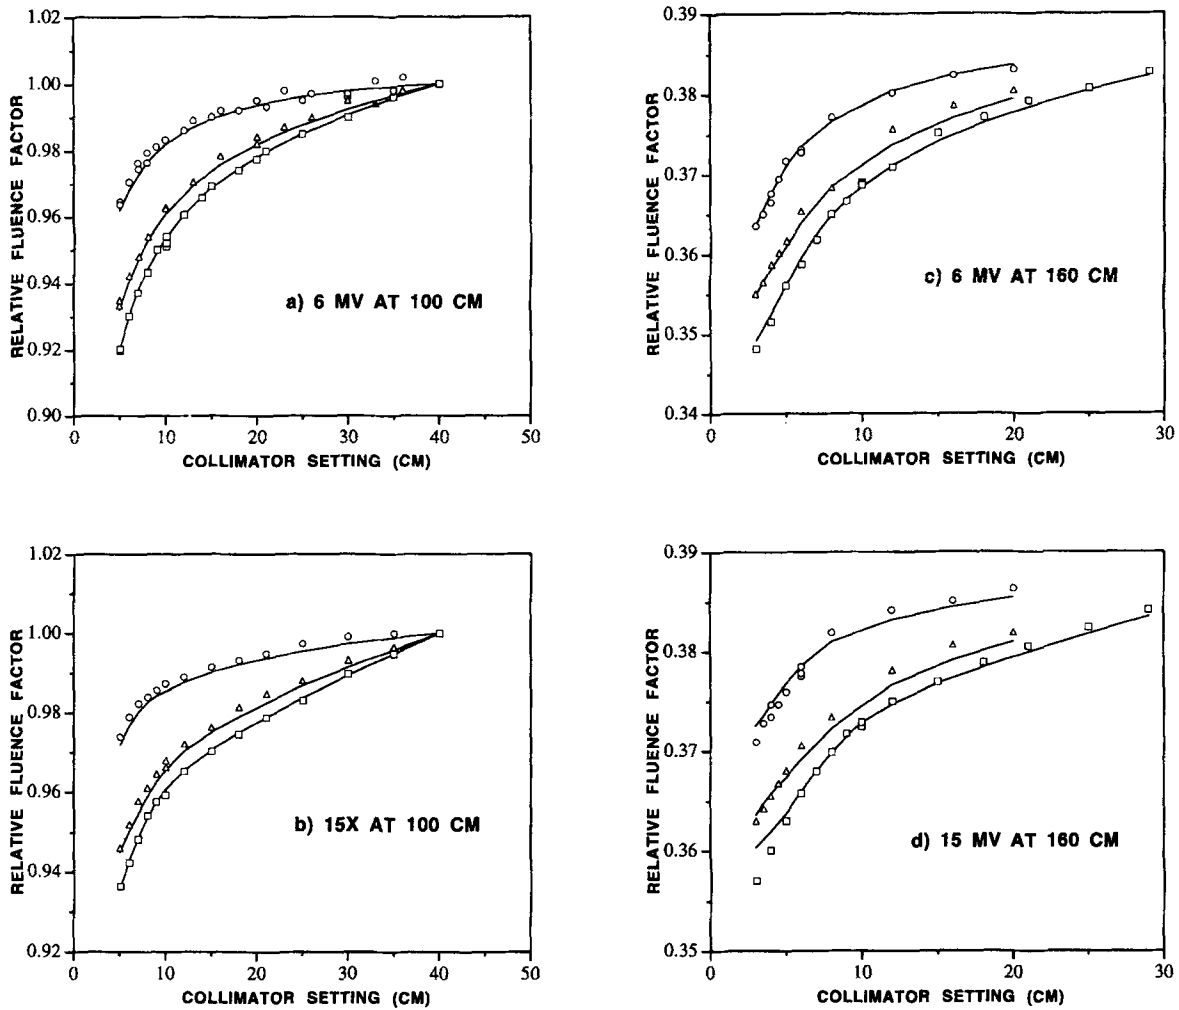 1.02
1.00
0.98
0.96
0.94
0.92
0.90
RELATIVE FLUENCE FACTOR
a) 6 MV AT 100 CM
0 10 20 30 40 50
COLLIMATOR SETTING (CM)
0.39
0.38
0.37
0.36
0.35
0.34
RELATIVE FLUENCE FACTOR
c) 6 MV AT 160 CM
0 10 20 30
COLLIMATOR SETTING (CM)
1.02
1.00
0.98
0.96
0.94
0.92
RELATIVE FLUENCE FACTOR
b) 15X AT 100 CM
0 10 20 30 40 50
COLLIMATOR SETTING (CM)
0.39
0.38
0.37
0.36
0.35
RELATIVE FLUENCE FACTOR
d) 15 MV AT 160 CM
0 10 20 30
COLLIMATOR SETTING (CM)